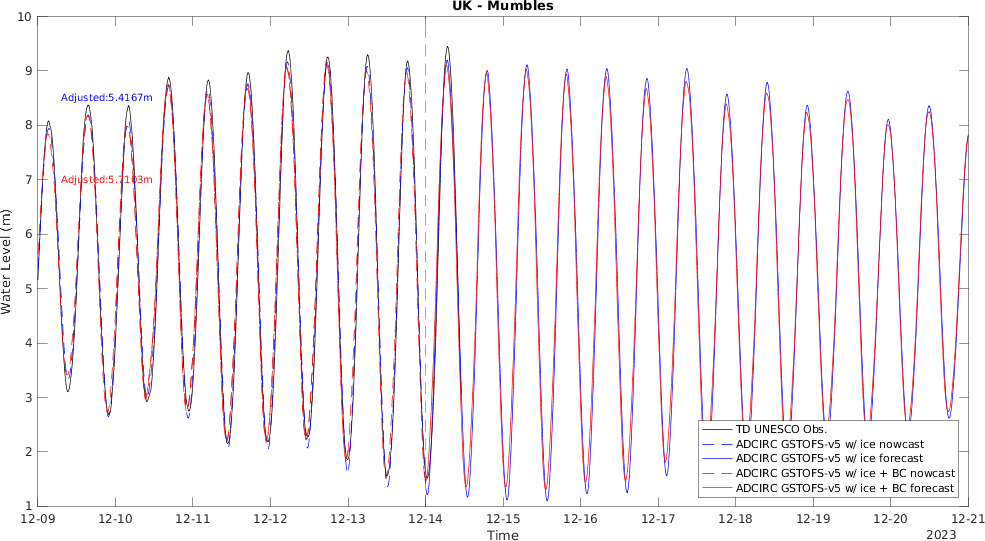 UK - Mumbles
10
9
8
7
6
5
4
3
2
1
Water Level (m)
Adjusted:5.4167m
Adjusted:5.7103m
TD UNESCO Obs.
ADCIRC GSTOFS-v5 w/ ice nowcast
ADCIRC GSTOFS-v5 w/ ice forecast
ADCIRC GSTOFS-v5 w/ ice + BC nowcast
ADCIRC GSTOFS-v5 w/ ice + BC forecast
12-09 12-10 12-11 12-12 12-13 12-14 12-15 12-16 12-17 12-18 12-19 12-20 12-21
Time
2023